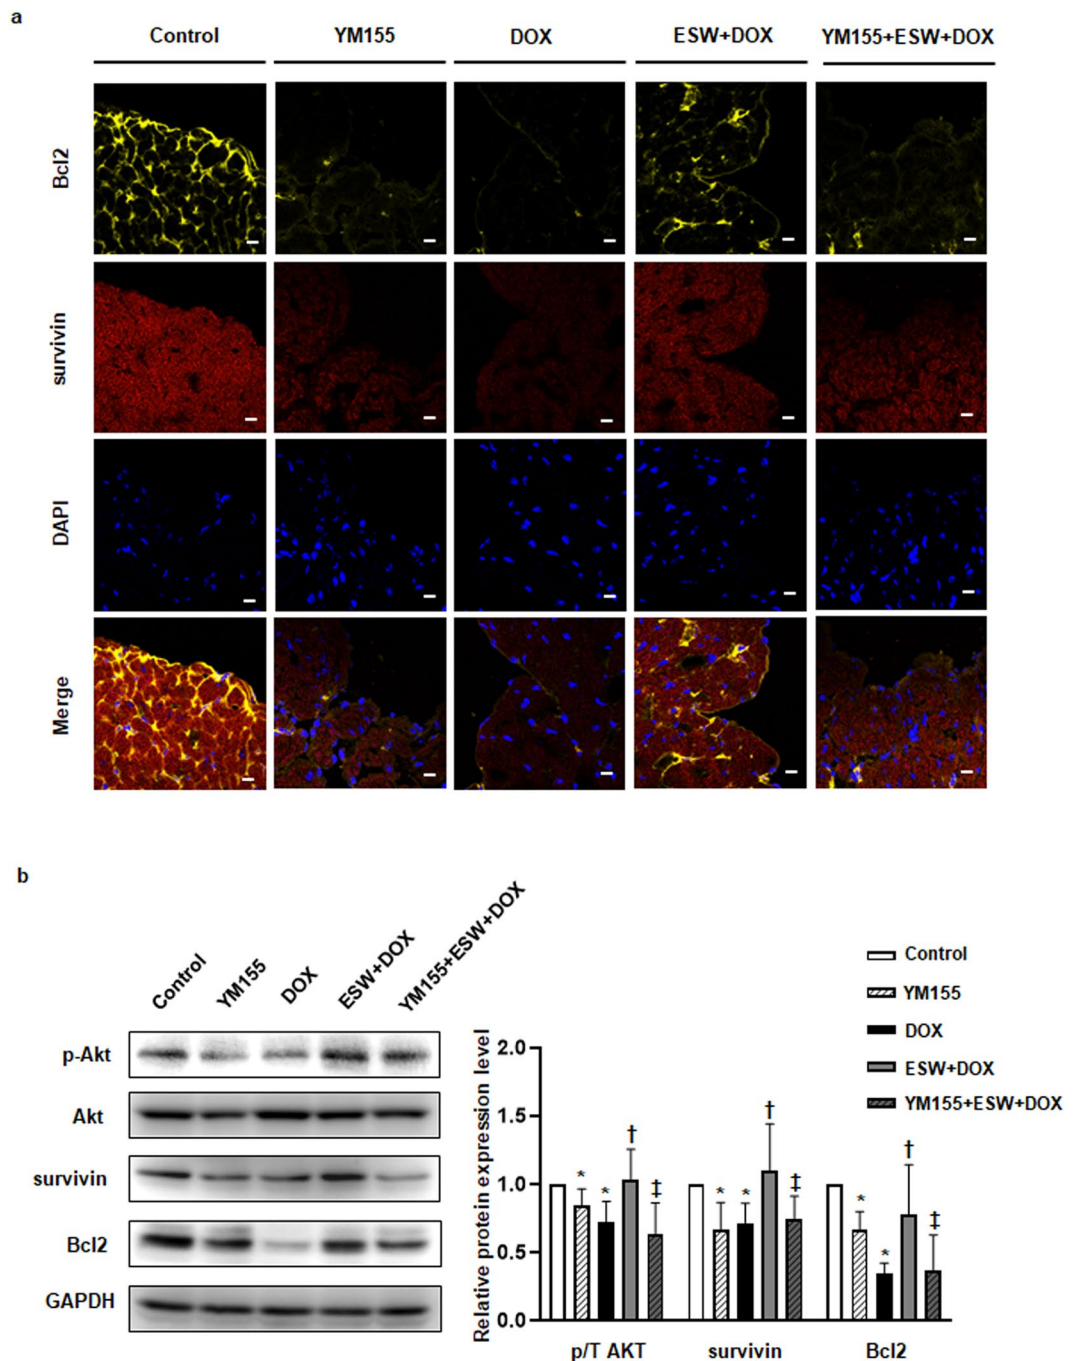 a
Control YM155 DOX ESW+DOX YM155+ESW+DOX
Bcl2
survivin
DAPI
Merge
b
Control YM155 DOX ESW+DOX YM155+ESW+DOX
p-Akt
Akt
survivin
Bcl2
GAPDH
Relative protein expression level
2.0
1.5
1.0
0.5
0.0
* * † ‡
* * † ‡
* * † ‡
p/T AKT survivin Bcl2
Control
YM155
DOX
ESW+DOX
YM155+ESW+DOX